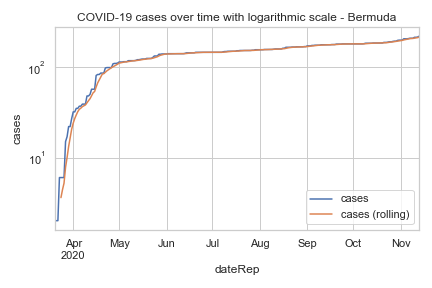 COVID-19 cases over time with logarithmic scale - Bermuda
cases
10²
10¹
cases
cases (rolling)
Apr May Jun Jul Aug Sep Oct Nov
2020
dateRep